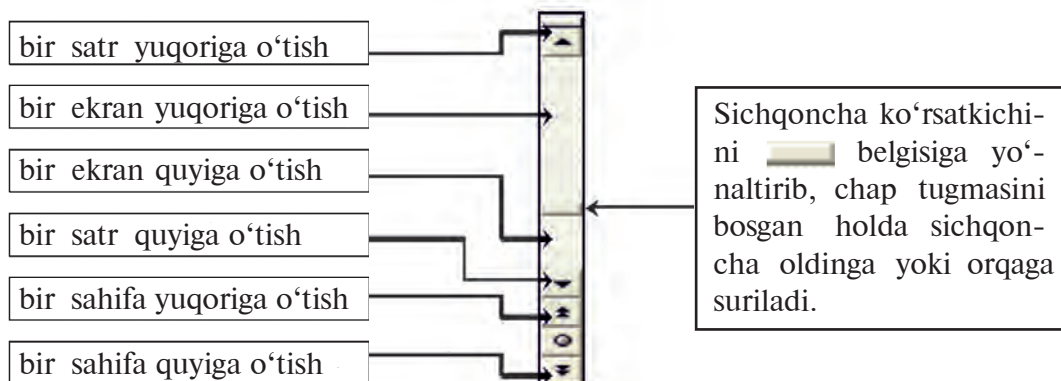 bir satr yuqoriga o‘tish
bir ekran yuqoriga o‘tish
bir ekran quyiga o‘tish
bir satr quyiga o‘tish
bir sahifa yuqoriga o‘tish
bir sahifa quyiga o‘tish
Sichqoncha ko‘rsatkichi-
ni belgisiga yo‘-
naltirib, chap tugmasini
bosgan holda sichqon-
cha oldinga yoki orqaga
suriladi.